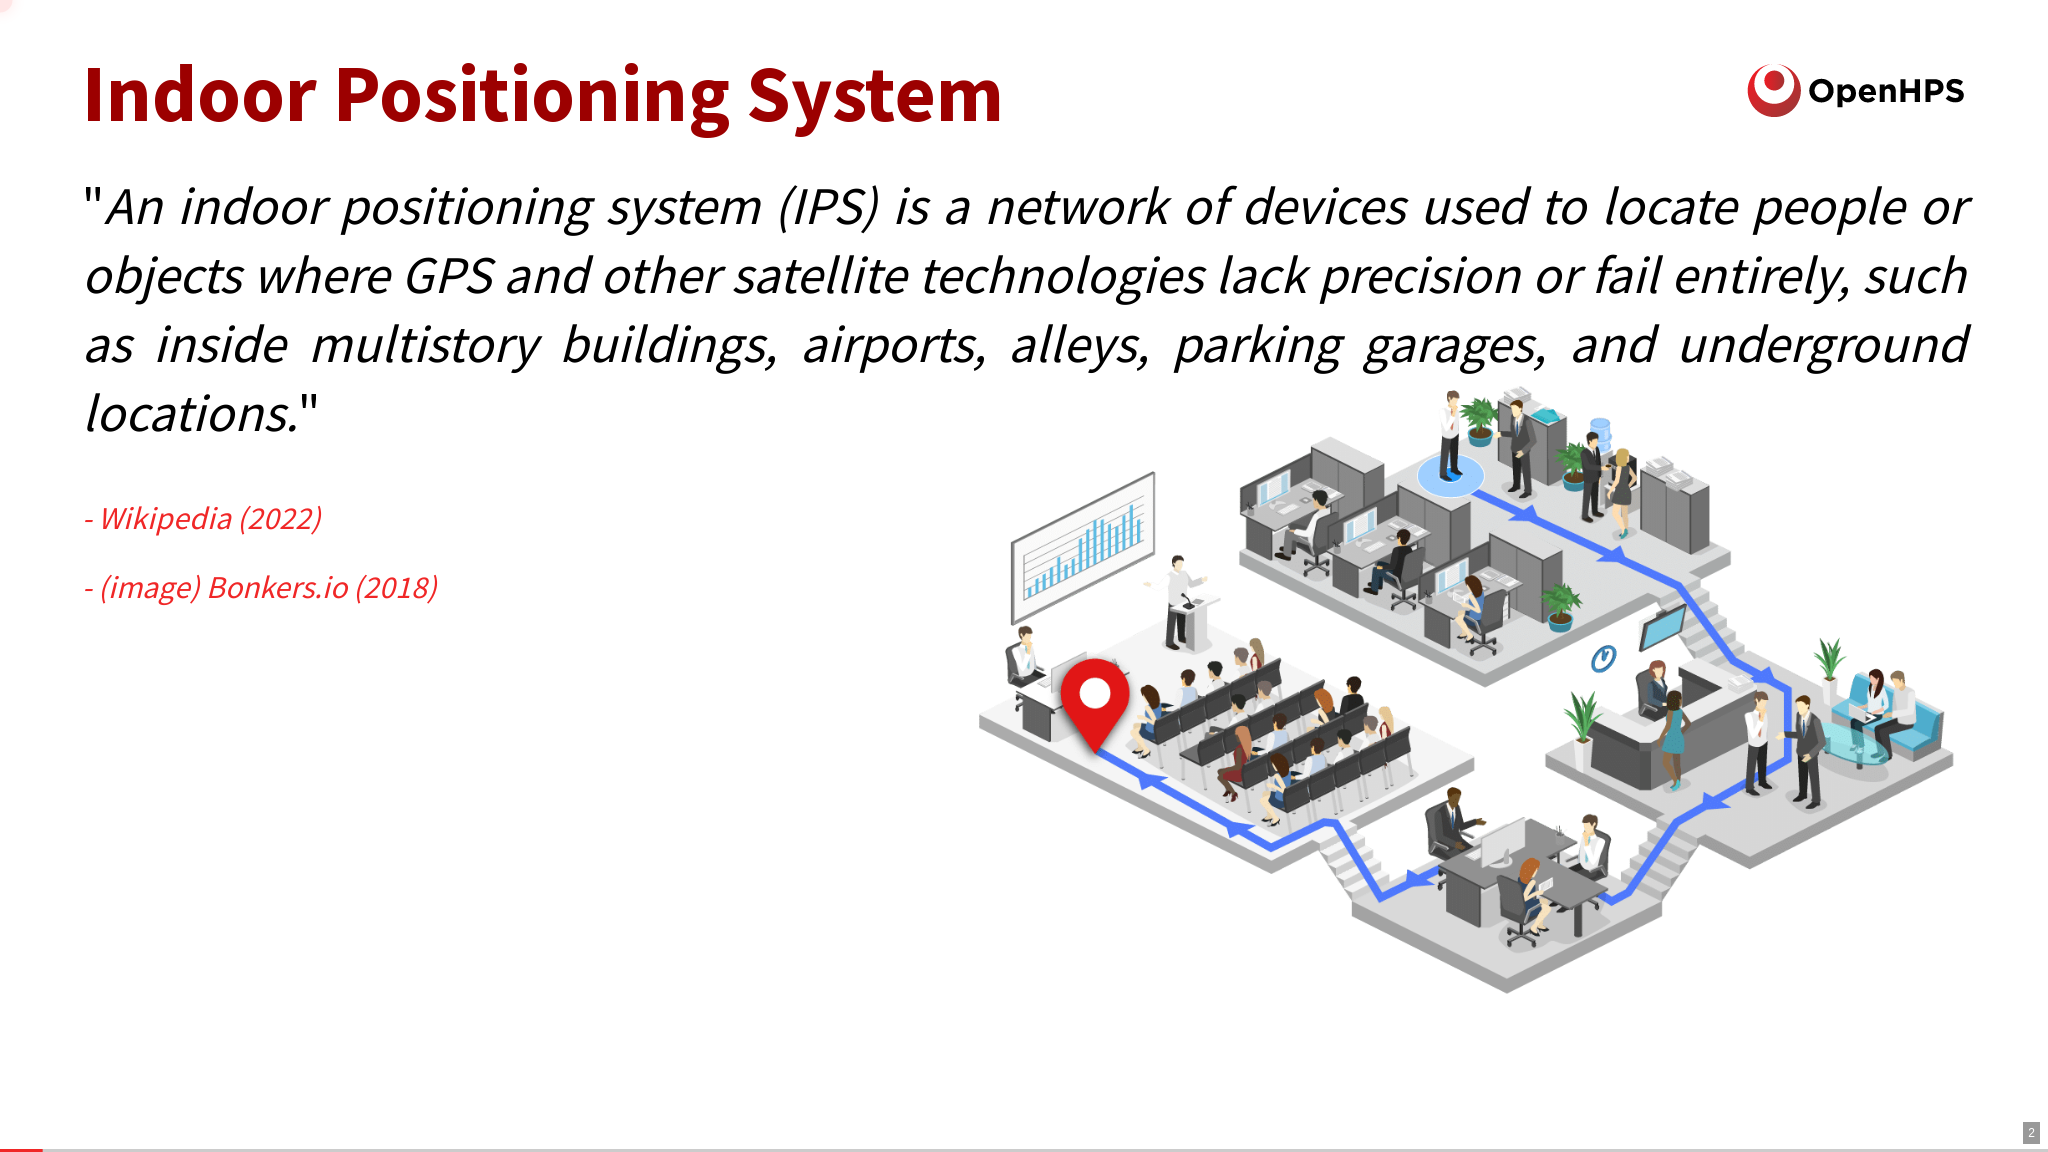 Indoor Positioning System
OpenHPS
"An indoor positioning system (IPS) is a network of devices used to locate people or
objects where GPS and other satellite technologies lack precision or fail entirely, such
as inside multistory buildings, airports, alleys, parking garages, and underground
locations."
- Wikipedia (2022)
- (image) Bonkers.io (2018)
2